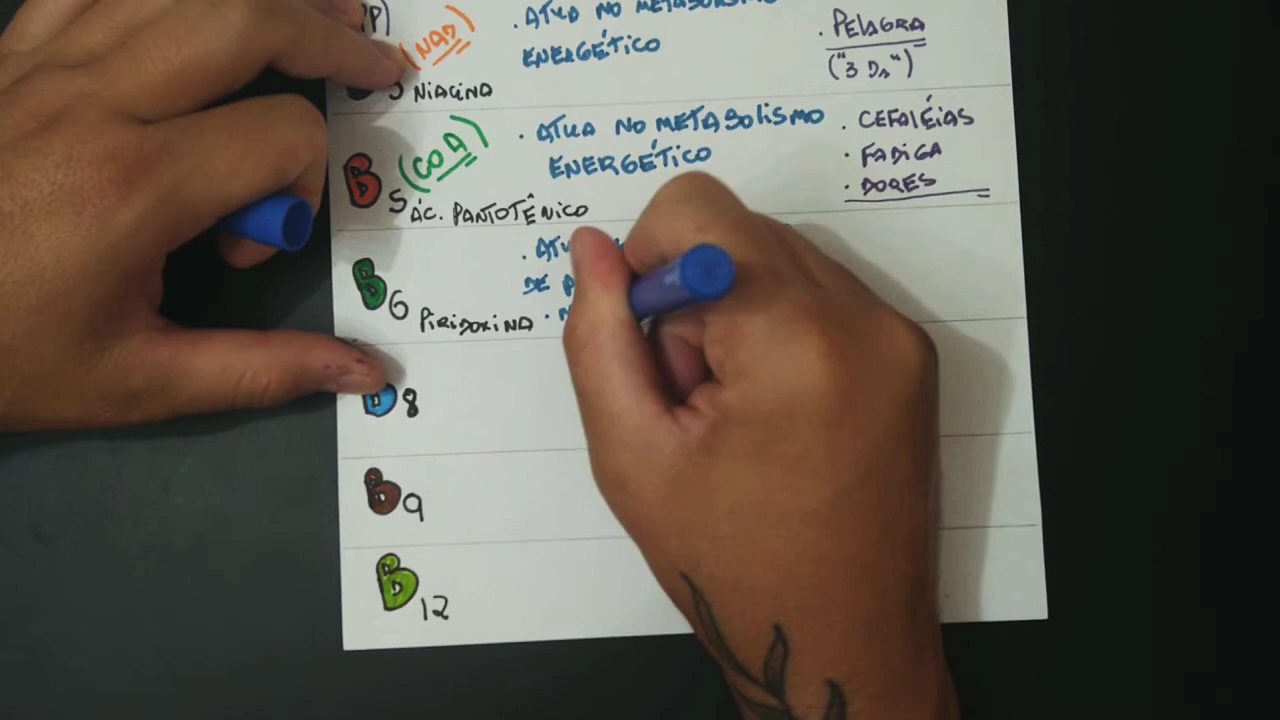 (NAD)
NIACINA
. ATUA NO METABOLISMO
ENERGÉTICO
. PELAGRA
("3 Ds")
B5 (COA)
ÁC. PANTOTÊNICO
. ATUA NO METABOLISMO
ENERGÉTICO
. CEFALÉIAS
. FADIGA
. DORES
B6 PIRIDOXINA
DE
B8
B9
B12